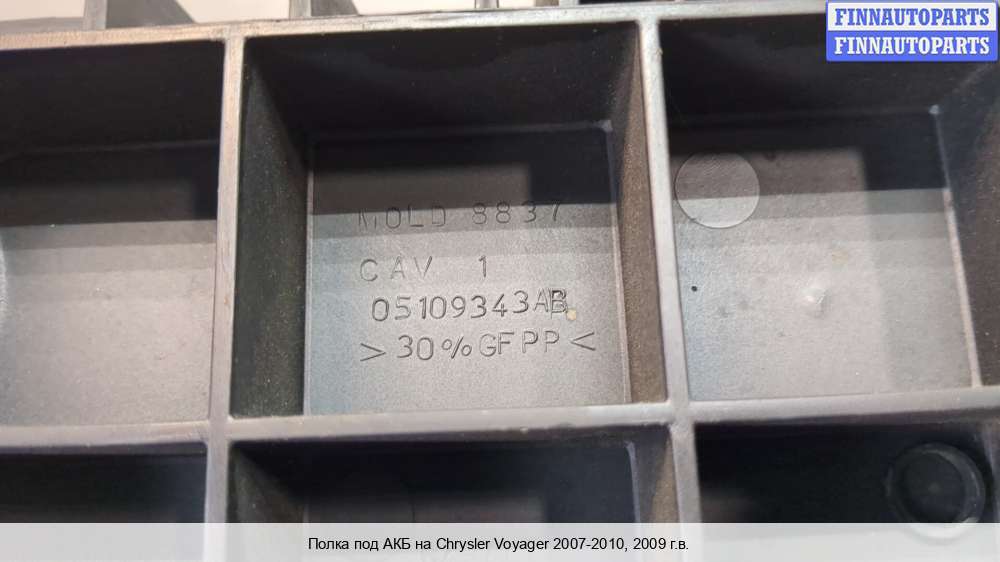 FINNAUTOPARTS
FINNAUTOPARTS
MOLD 8837
CAV 1
05109343AB
>30%GFPP<
Полка под АКБ на Chrysler Voyager 2007-2010, 2009 г.в.